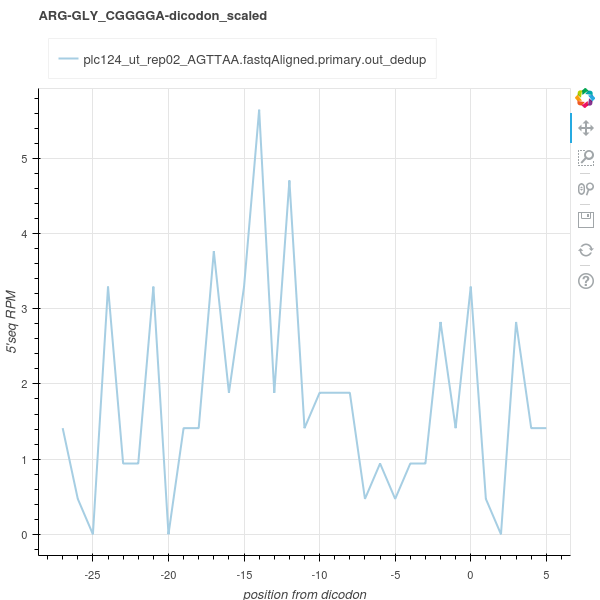 ARG-GLY_CGGGGA-dicodon_scaled
plc124_ut_rep02_AGTTAA.fastqAligned.primary.out_dedup
5
4
3
2
1
0
5'seq RPM
-25 -20 -15 -10 -5 0 5
position from dicodon